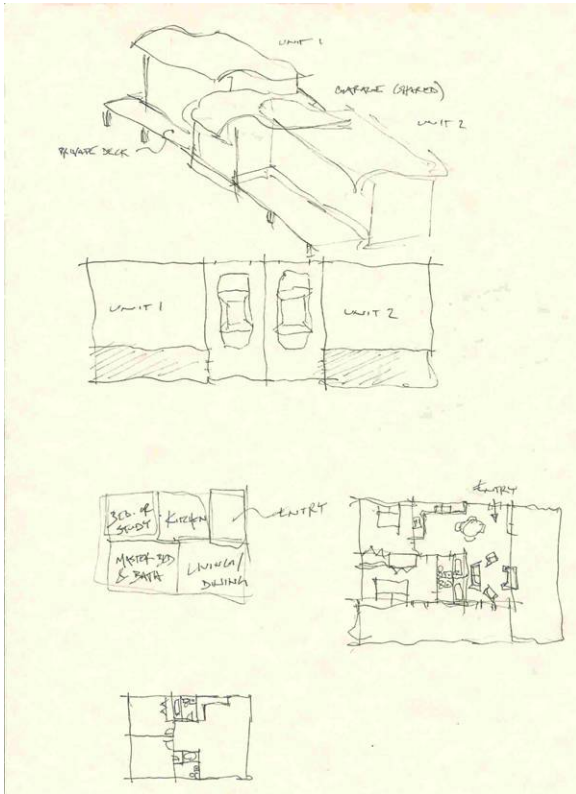 UNIT 1
GARAGE (SHARED)
UNIT 2
PRIVATE DECK
UNIT 1
UNIT 2
BED. OR
STUDY
KITCHEN
ENTRY
MASTER BED
& BATH
LIVING/
DINING
ENTRY